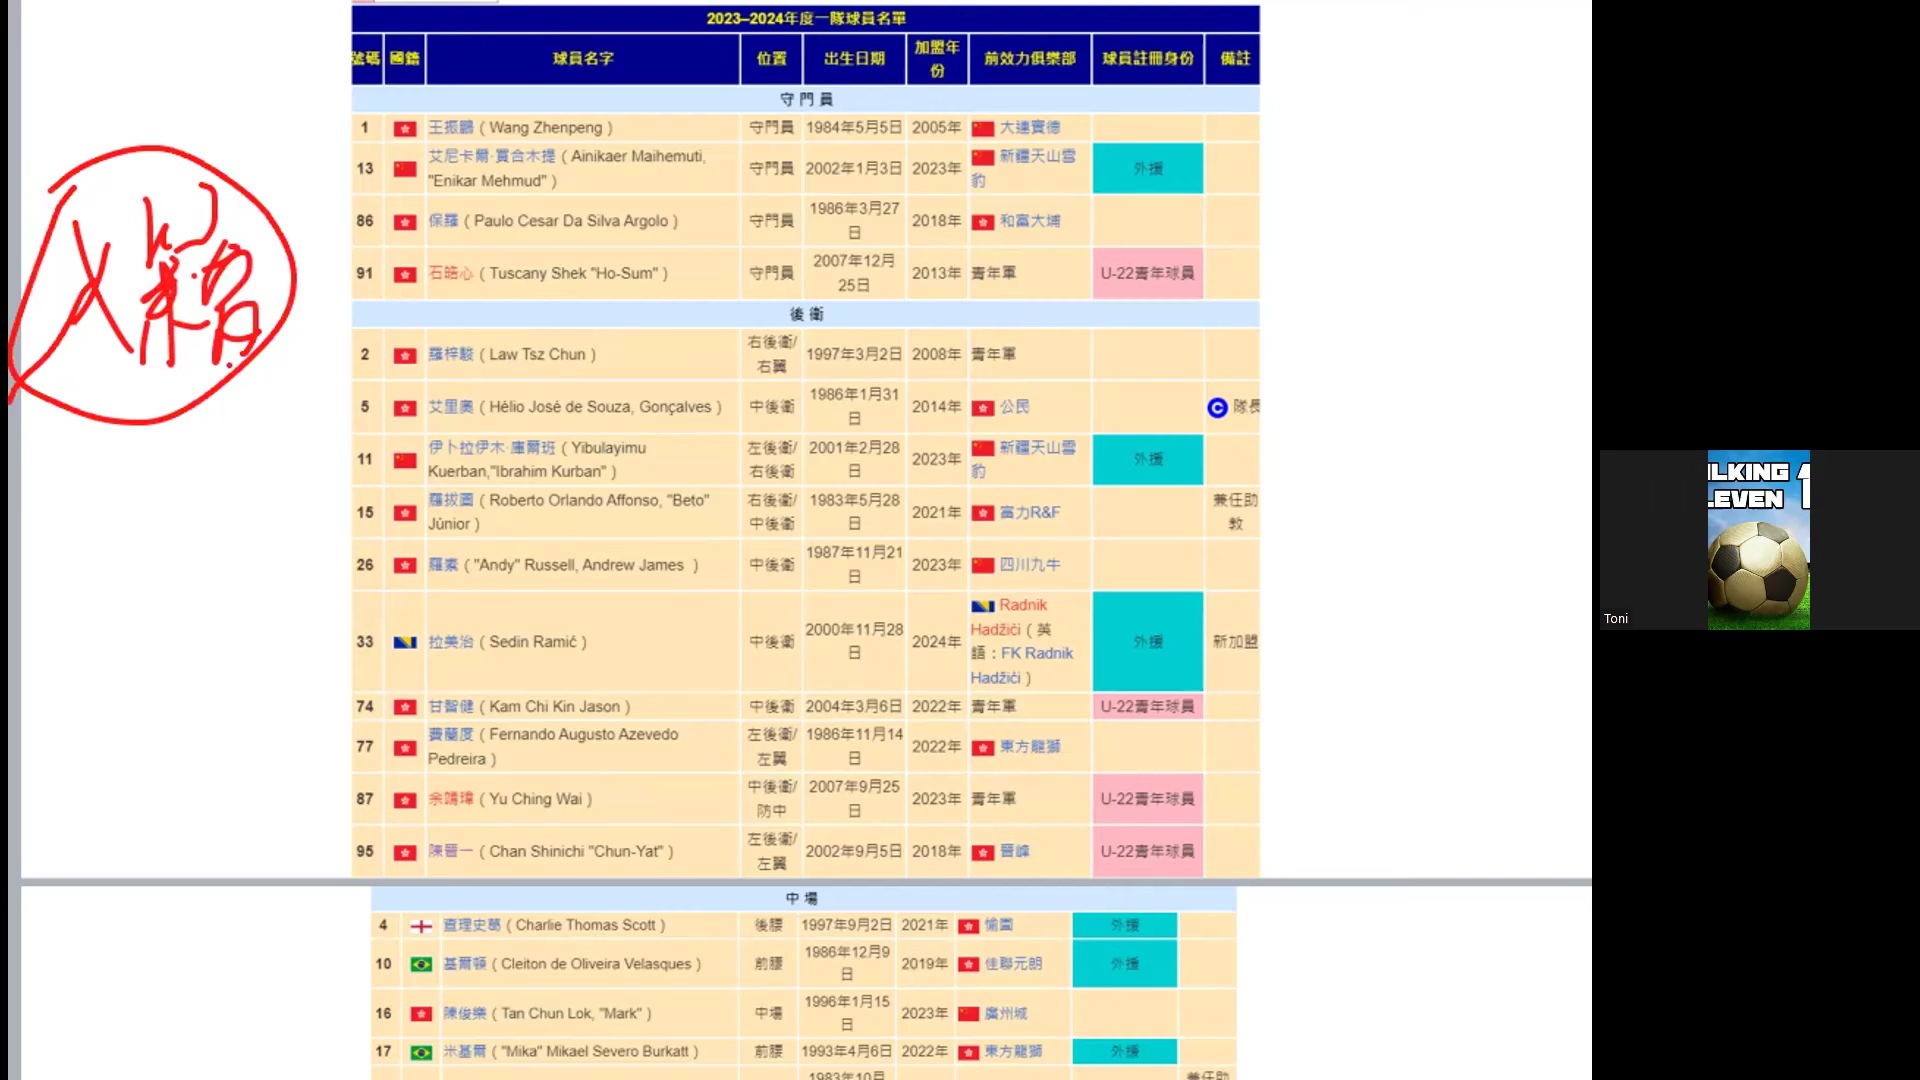 2023–2024年度一隊球員名單
號碼 國籍 球員名字 位置 出生日期 加盟年份 前效力俱樂部 球員註冊身份 備註
守門員
1 王振鵬 ( Wang Zhenpeng ) 守門員 1984年5月5日 2005年 大連實德
13 艾尼卡爾·買合木提 ( Ainikaer Maihemuti, "Enikar Mehmud" ) 守門員 2002年1月3日 2023年 新疆天山雪豹 外援
86 保羅 ( Paulo Cesar Da Silva Argolo ) 守門員 1986年3月27日 2018年 和富大埔
91 石皓心 ( Tuscany Shek "Ho-Sum" ) 守門員 2007年12月25日 2013年 青年軍 U-22青年球員
後衛
2 羅梓駿 ( Law Tsz Chun ) 右後衛/右翼 1997年3月2日 2008年 青年軍
5 艾里奧 ( Hélio José de Souza, Gonçalves ) 中後衛 1986年1月31日 2014年 公民 C 隊長
11 伊卜拉伊木·庫爾班 ( Yibulayimu Kuerban,"Ibrahim Kurban" ) 左後衛/右後衛 2001年2月28日 2023年 新疆天山雪豹 外援
15 羅拔圖 ( Roberto Orlando Affonso, "Beto" Júnior ) 右後衛/中後衛 1983年5月28日 2021年 富力R&F 兼任助教
26 羅素 ( "Andy" Russell, Andrew James ) 中後衛 1987年11月21日 2023年 四川九牛
33 拉美治 ( Sedin Ramić ) 中後衛 2000年11月28日 2024年 Radnik Hadžići ( 英語：FK Radnik Hadžići ) 外援 新加盟
74 甘智健 ( Kam Chi Kin Jason ) 中後衛 2004年3月6日 2022年 青年軍 U-22青年球員
77 費蘭度 ( Fernando Augusto Azevedo Pedreira ) 左後衛/左翼 1986年11月14日 2022年 東方龍獅
87 余靖瑋 ( Yu Ching Wai ) 中後衛/防中 2007年9月25日 2023年 青年軍 U-22青年球員
95 陳晉一 ( Chan Shinichi "Chun-Yat" ) 左後衛/左翼 2002年9月5日 2018年 晉峰 U-22青年球員
中場
4 查理史葛 ( Charlie Thomas Scott ) 後腰 1997年9月2日 2021年 愉園 外援
10 基爾頓 ( Cleiton de Oliveira Velasques ) 前腰 1986年12月9日 2019年 佳聯元朗 外援
16 陳俊樂 ( Tan Chun Lok, "Mark" ) 中場 1996年1月15日 2023年 廣州城
17 米基爾 ( "Mika" Mikael Severo Burkatt ) 前腰 1993年4月6日 2022年 東方龍獅 外援
1983年10月 兼任助
LKING
LEVEN
Toni